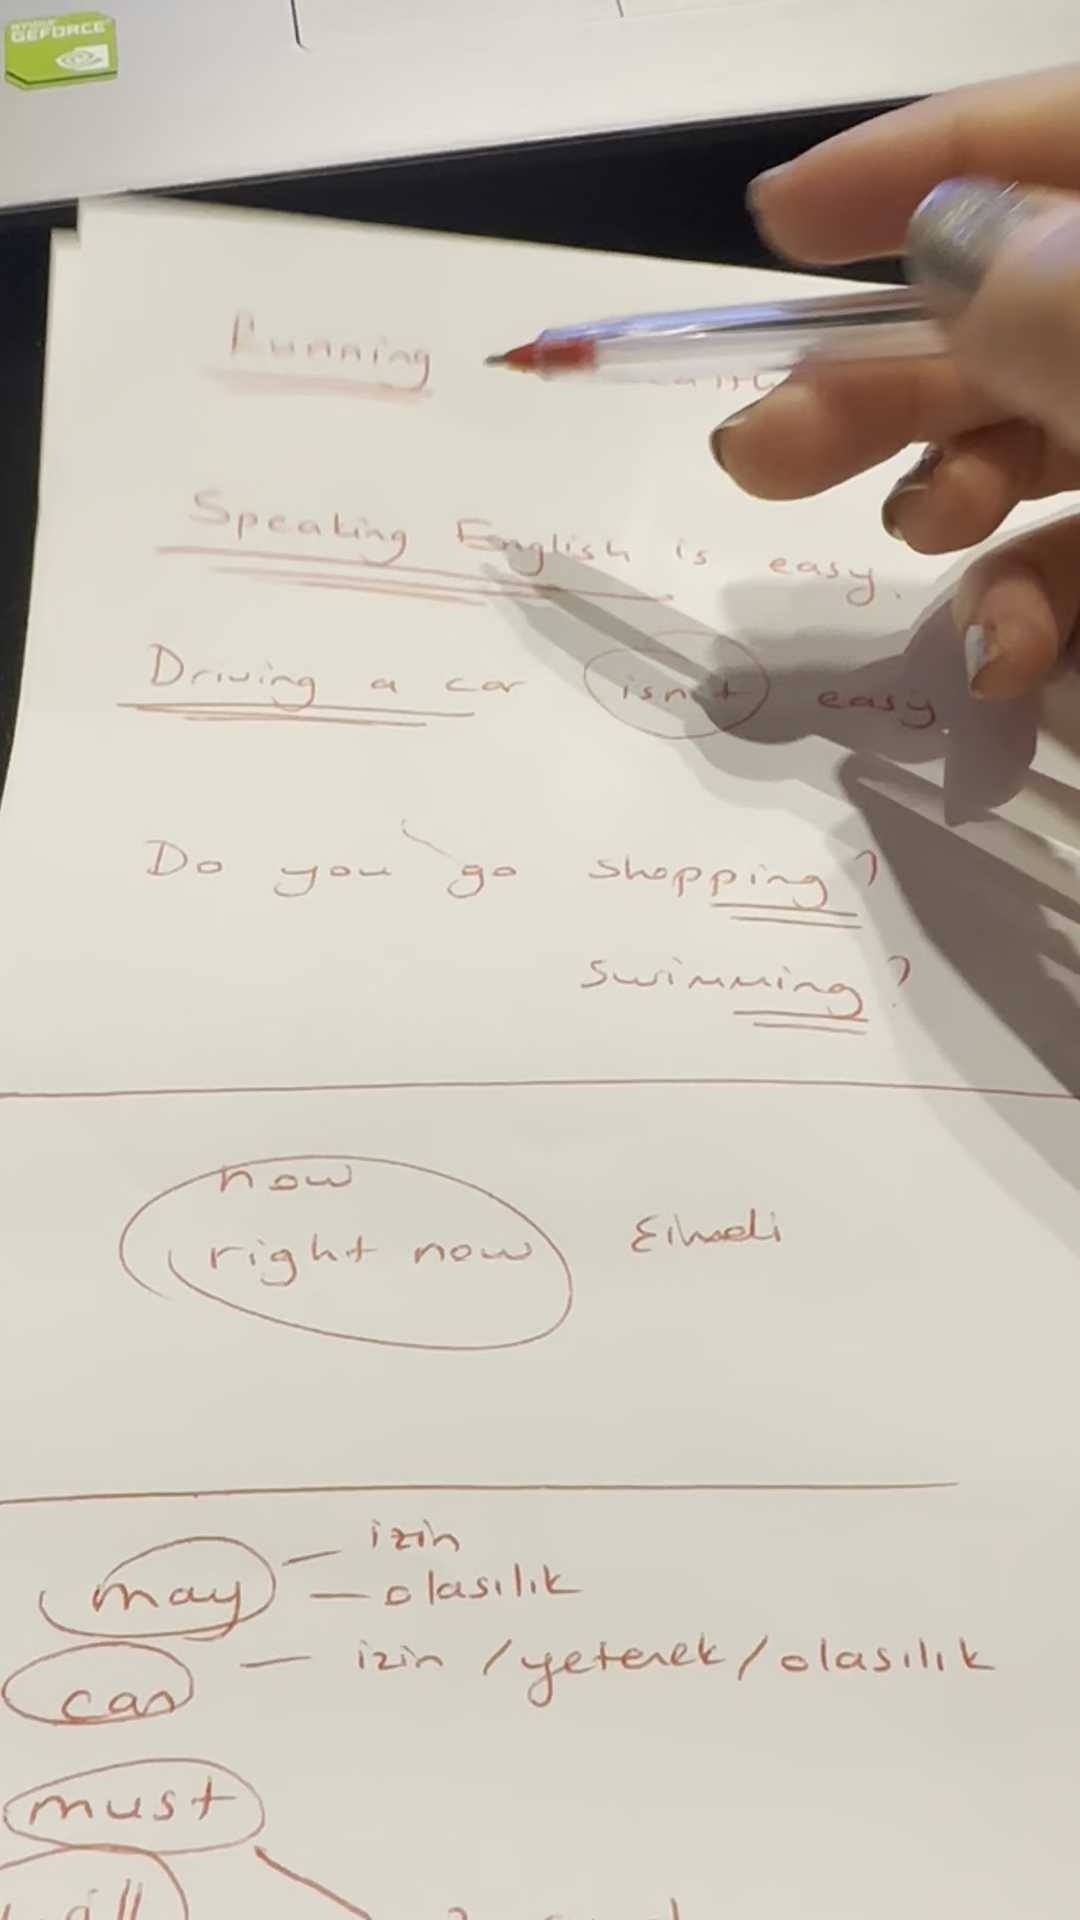 NVIDIA
GEFORCE
Running
Speaking English is easy.
Driving a car isn't easy.
Do you go shopping?
swimming?
now
right now
may
— izin
— olasılık
can — izin / yetenek / olasılık
must